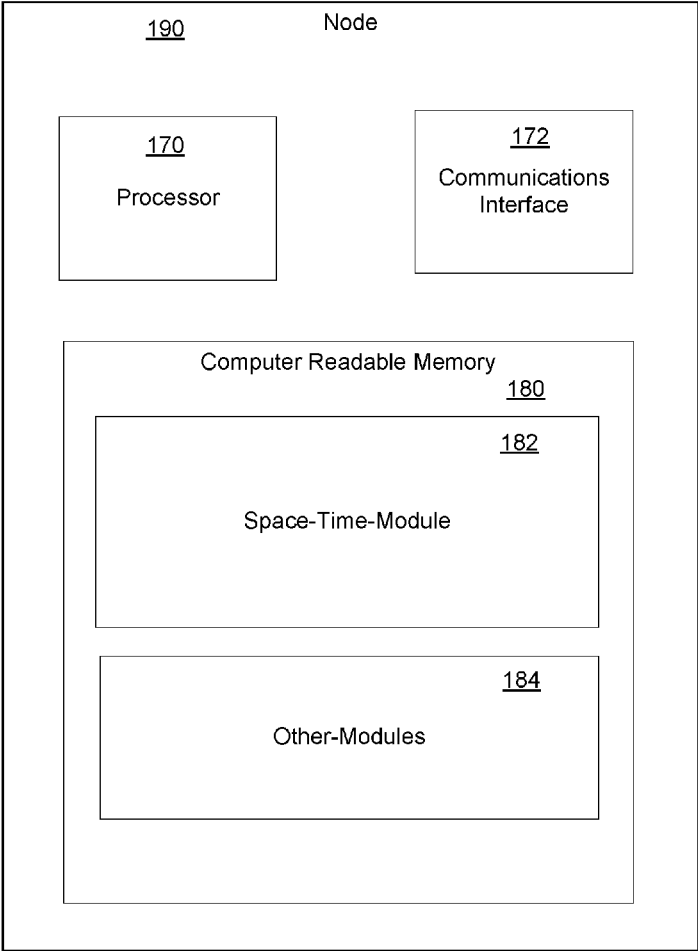 Node
190
170
Processor
172
Communications
Interface
Computer Readable Memory
180
182
Space-Time-Module
184
Other-Modules